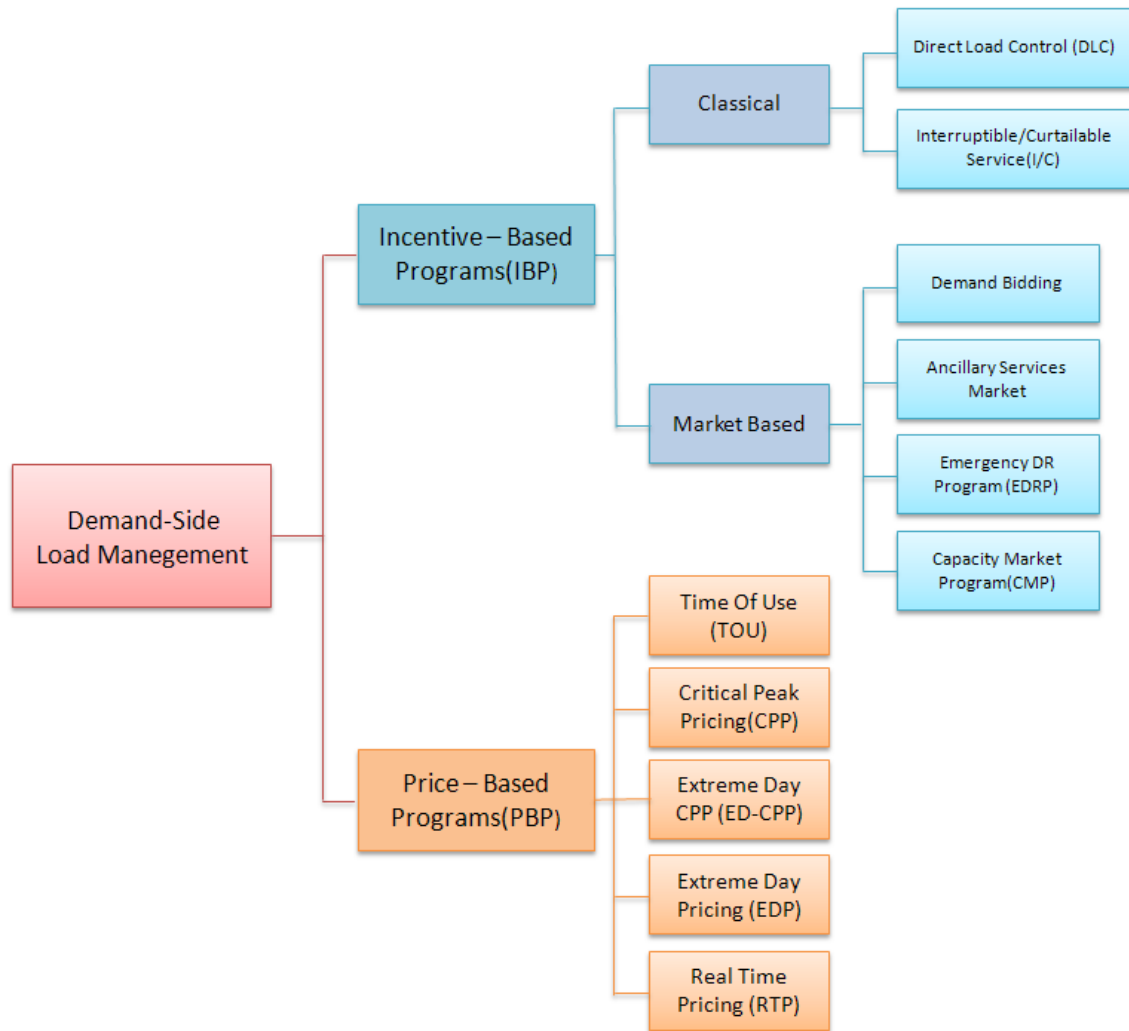 Demand-Side
Load Manegement
Incentive – Based
Programs(IBP)
Classical
Direct Load Control (DLC)
Interruptible/Curtailable
Service(I/C)
Market Based
Demand Bidding
Ancillary Services
Market
Emergency DR
Program (EDRP)
Capacity Market
Program(CMP)
Price – Based
Programs(PBP)
Time Of Use
(TOU)
Critical Peak
Pricing(CPP)
Extreme Day
CPP (ED-CPP)
Extreme Day
Pricing (EDP)
Real Time
Pricing (RTP)